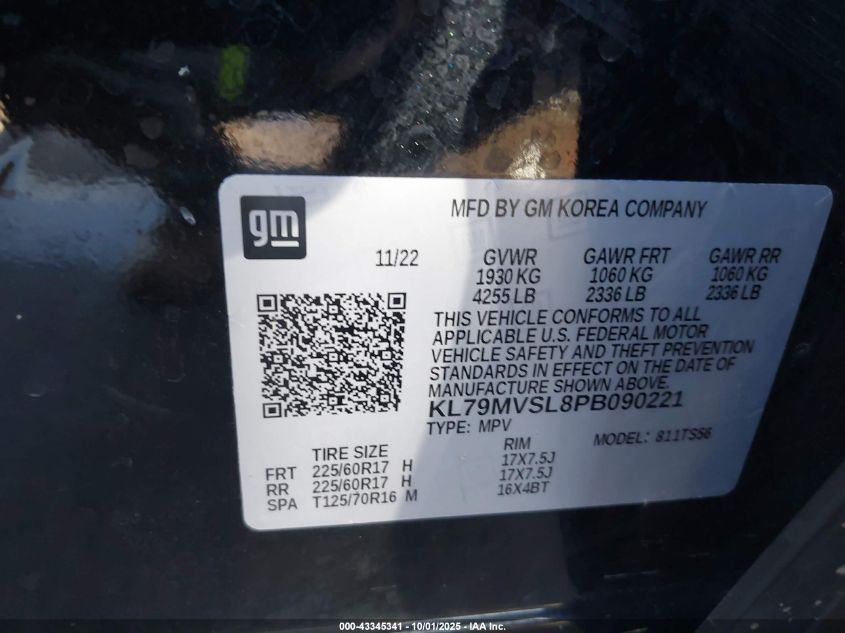 gm
MFD BY GM KOREA COMPANY
11/22 GVWR GAWR FRT GAWR RR
1930 KG 1060 KG 1060 KG
4255 LB 2336 LB 2336 LB
THIS VEHICLE CONFORMS TO ALL
APPLICABLE U.S. FEDERAL MOTOR
VEHICLE SAFETY AND THEFT PREVENTION
STANDARDS IN EFFECT ON THE DATE OF
MANUFACTURE SHOWN ABOVE.
KL79MVSL8PB090221
TYPE: MPV MODEL: 811TS56
TIRE SIZE RIM
FRT 225/60R17 H 17X7.5J
RR 225/60R17 H 17X7.5J
SPA T125/70R16 M 16X4BT
000-43345341 - 10/01/2025 - IAA Inc.